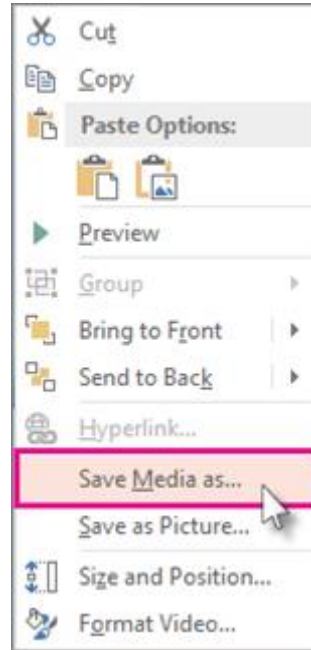 Cut
Copy
Paste Options:
Preview
Group
Bring to Front
Send to Back
Hyperlink...
Save Media as...
Save as Picture...
Size and Position...
Format Video...